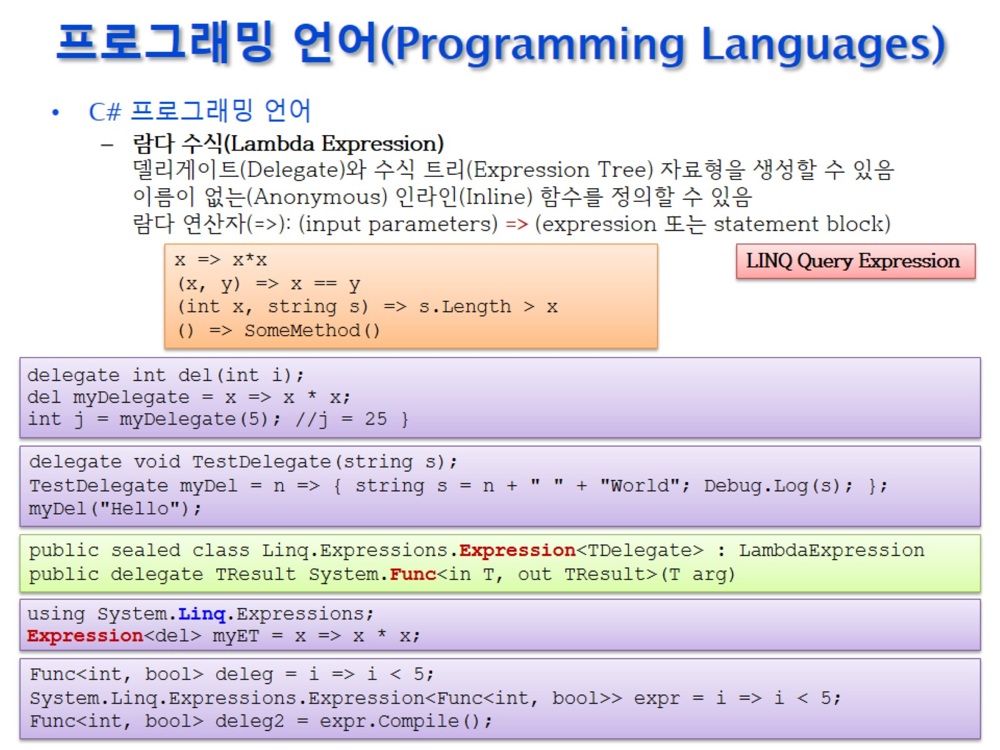 프로그래밍 언어(Programming Languages)
• C# 프로그래밍 언어
– 람다 수식(Lambda Expression)
델리게이트(Delegate)와 수식 트리(Expression Tree) 자료형을 생성할 수 있음
이름이 없는(Anonymous) 인라인(Inline) 함수를 정의할 수 있음
람다 연산자(=>): (input parameters) => (expression 또는 statement block)
x => x*x
(x, y) => x == y
(int x, string s) => s.Length > x
() => SomeMethod()
LINQ Query Expression
delegate int del(int i);
del myDelegate = x => x * x;
int j = myDelegate(5); //j = 25 }
delegate void TestDelegate(string s);
TestDelegate myDel = n => { string s = n + " " + "World"; Debug.Log(s); };
myDel("Hello");
public sealed class Linq.Expressions.Expression<TDelegate> : LambdaExpression
public delegate TResult System.Func<in T, out TResult>(T arg)
using System.Linq.Expressions;
Expression<del> myET = x => x * x;
Func<int, bool> deleg = i => i < 5;
System.Linq.Expressions.Expression<Func<int, bool>> expr = i => i < 5;
Func<int, bool> deleg2 = expr.Compile();